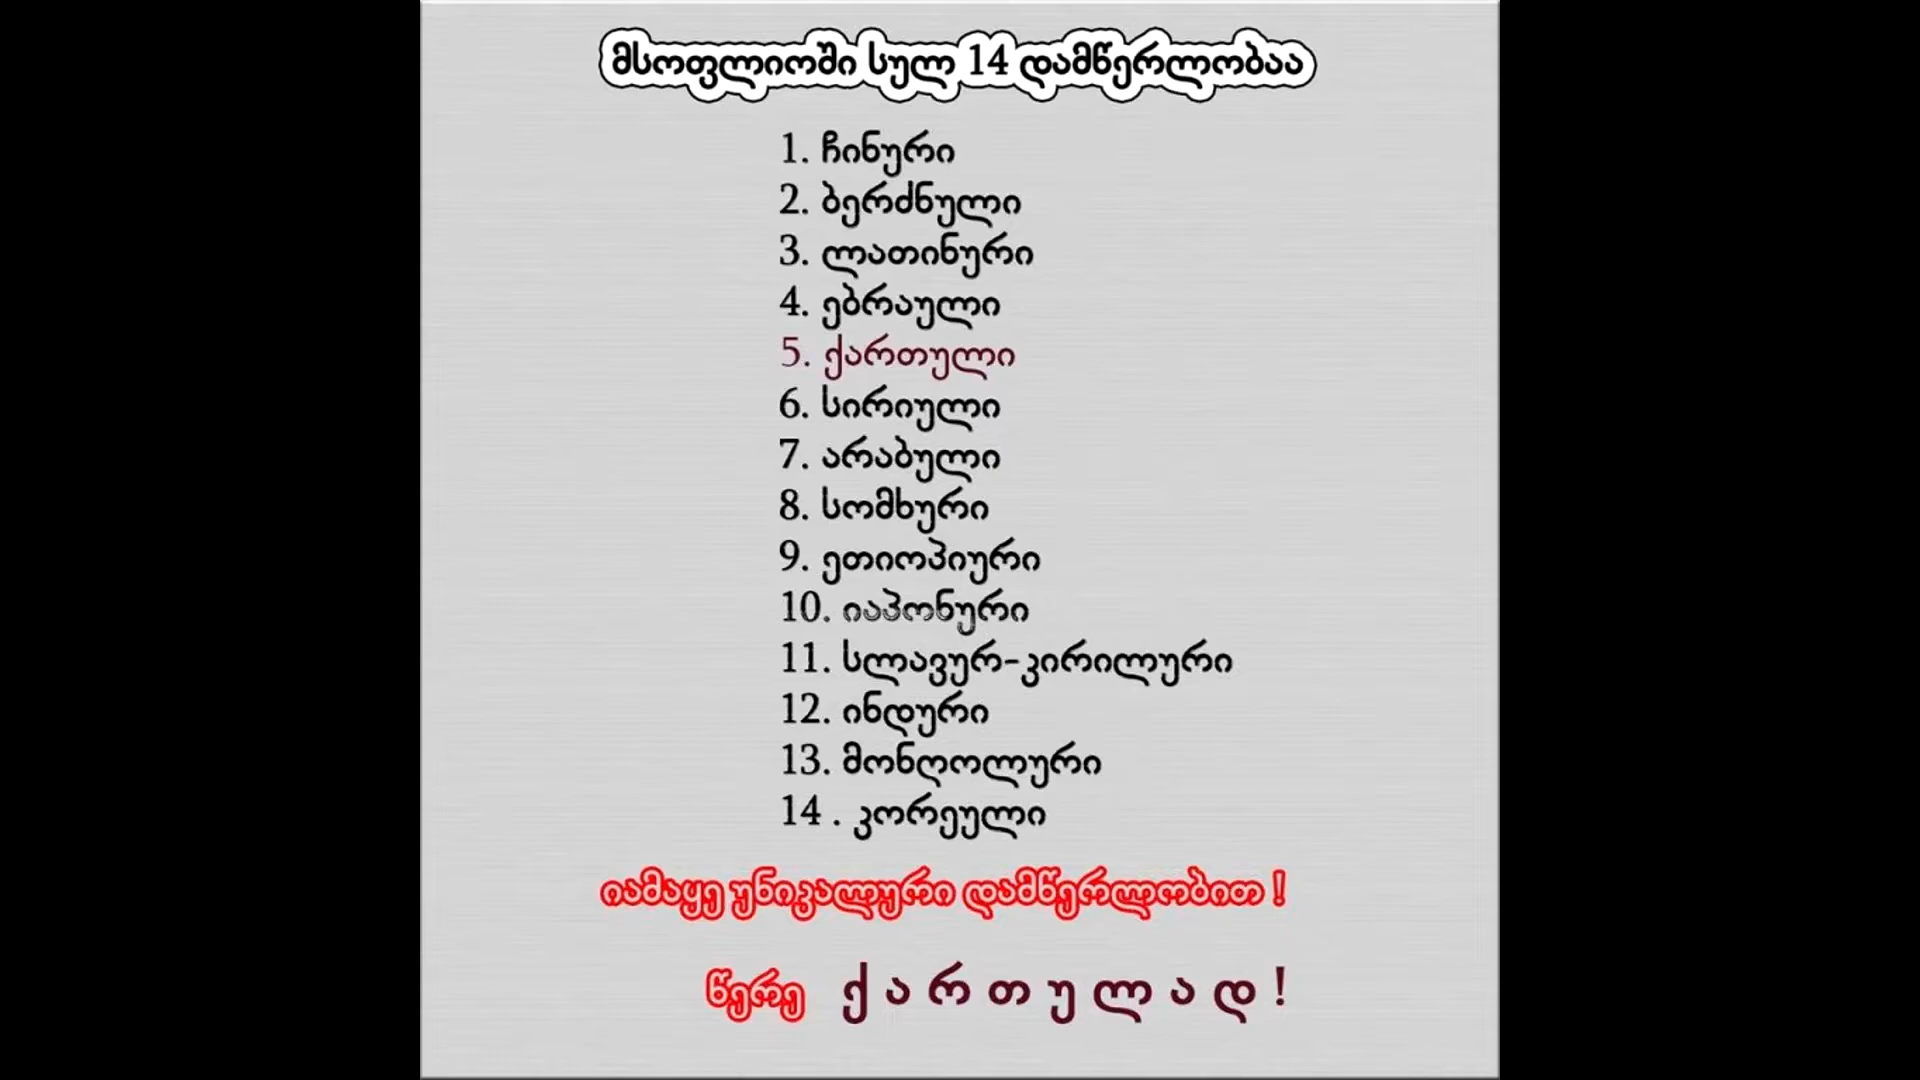 მსოფლიოში სულ 14 დამწერლობაა
1. ჩინური
2. ბერძნული
3. ლათინური
4. ებრაული
5. ქართული
6. სირიული
7. არაბული
8. სომხური
9. ეთიოპიური
10. იაპონური
11. სლავურ-კირილური
12. ინდური
13. მონღოლური
14 . კორეული
იამაყე უნიკალური დამწერლობით !
წერე ქ ა რ თ უ ლ ა დ !